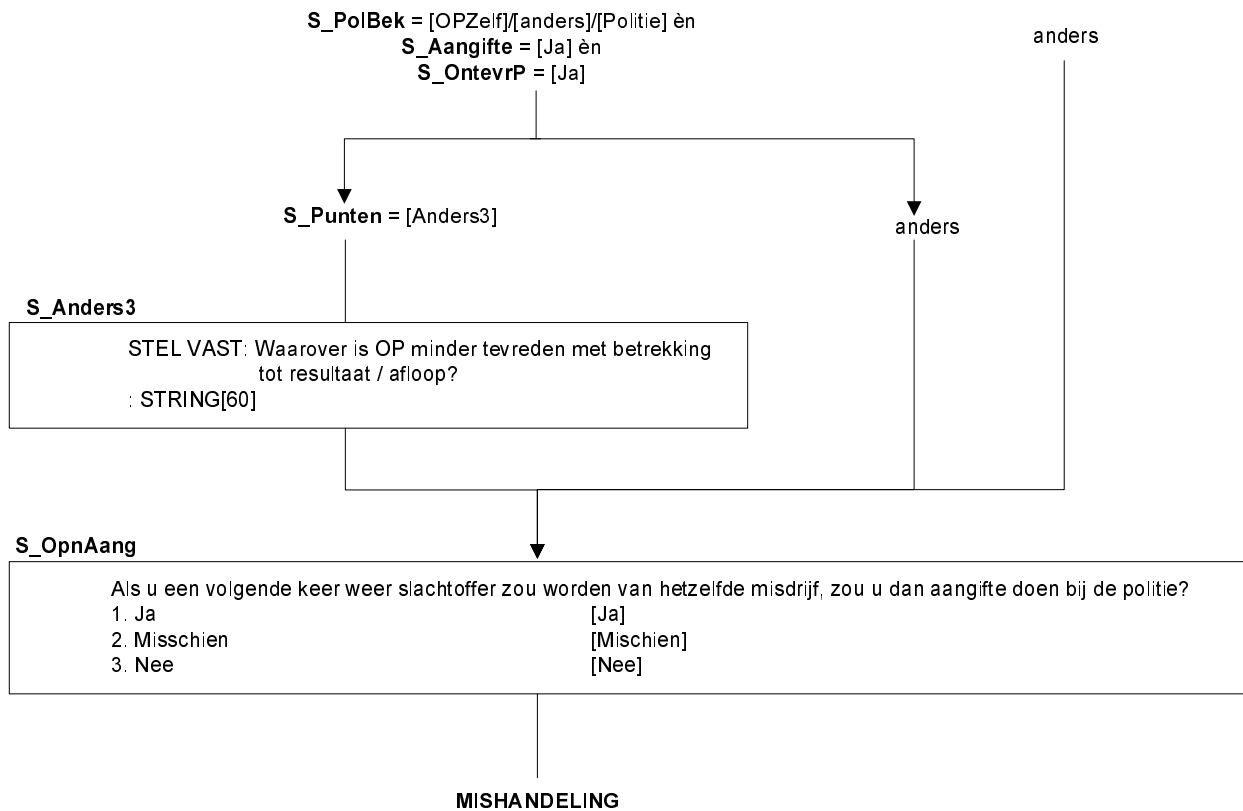 S_PolBek = [OPZelf]/[anders]/[Politie] èn
S_Aangifte = [Ja] èn
S_OntevrP = [Ja]
anders
S_Punten = [Anders3]
anders
S_Anders3
STEL VAST: Waarover is OP minder tevreden met betrekking
tot resultaat / afloop?
: STRING[60]
S_OpnAang
Als u een volgende keer weer slachtoffer zou worden van hetzelfde misdrijf, zou u dan aangifte doen bij de politie?
1. Ja [Ja]
2. Misschien [Mischien]
3. Nee [Nee]
MISHANDELING